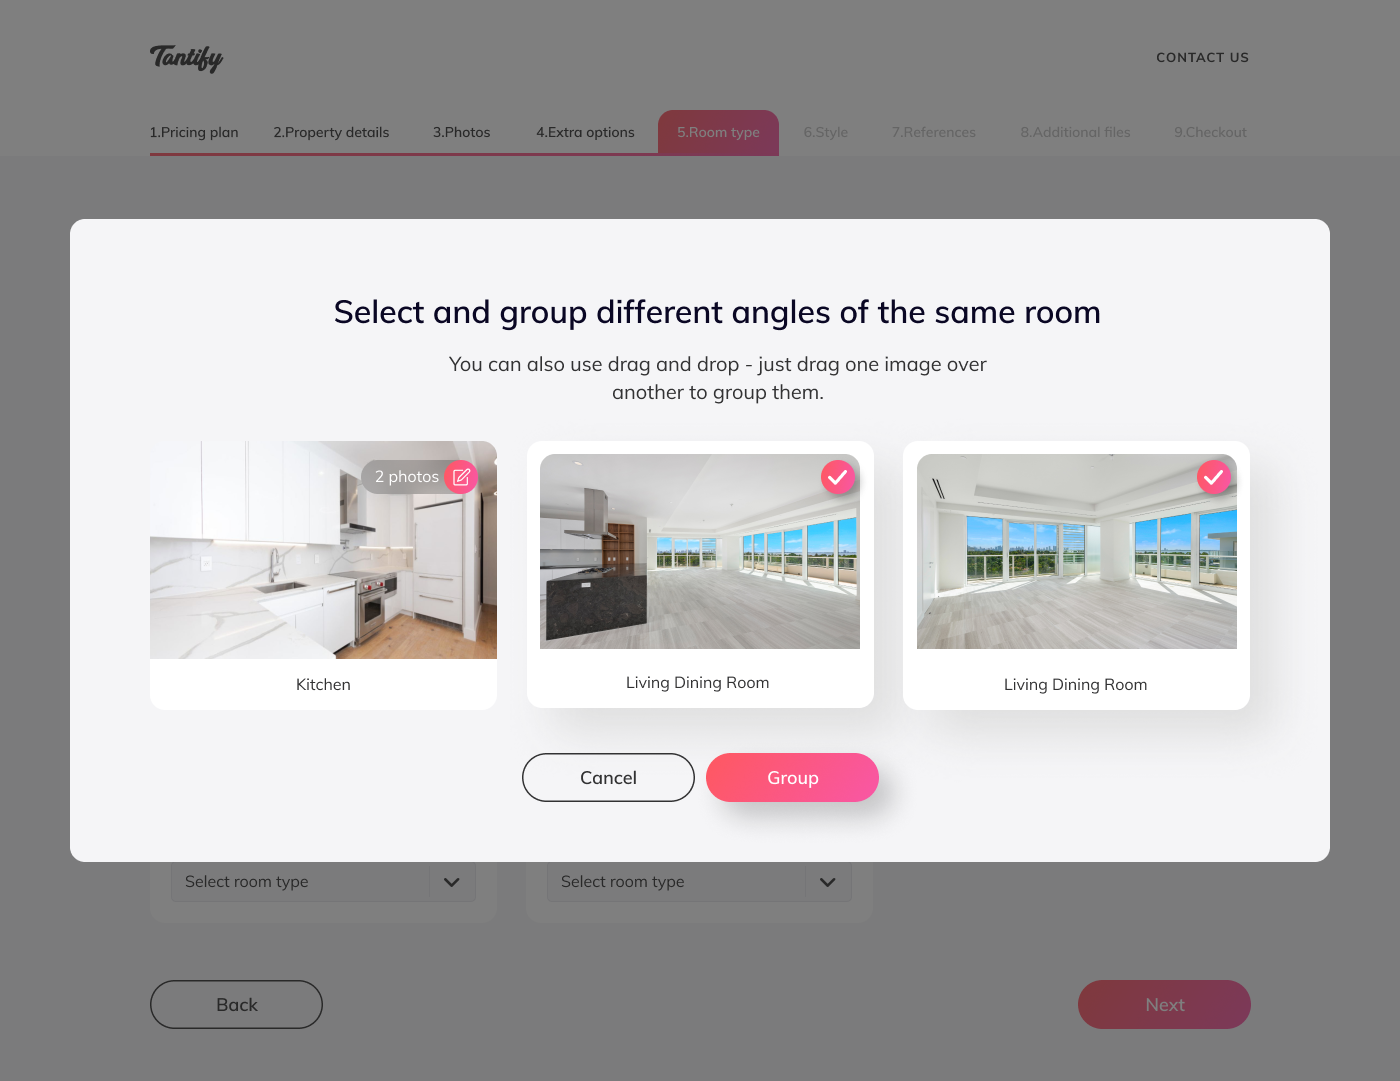 Tantify
CONTACT US
1.Pricing plan
2.Property details
3.Photos
4.Extra options
5.Room type
6.Style
7.References
8.Additional files
9.Checkout
Select and group different angles of the same room
You can also use drag and drop - just drag one image over
another to group them.
2 photos
Kitchen
Living Dining Room
Living Dining Room
Cancel
Group
Select room type
Select room type
Back
Next